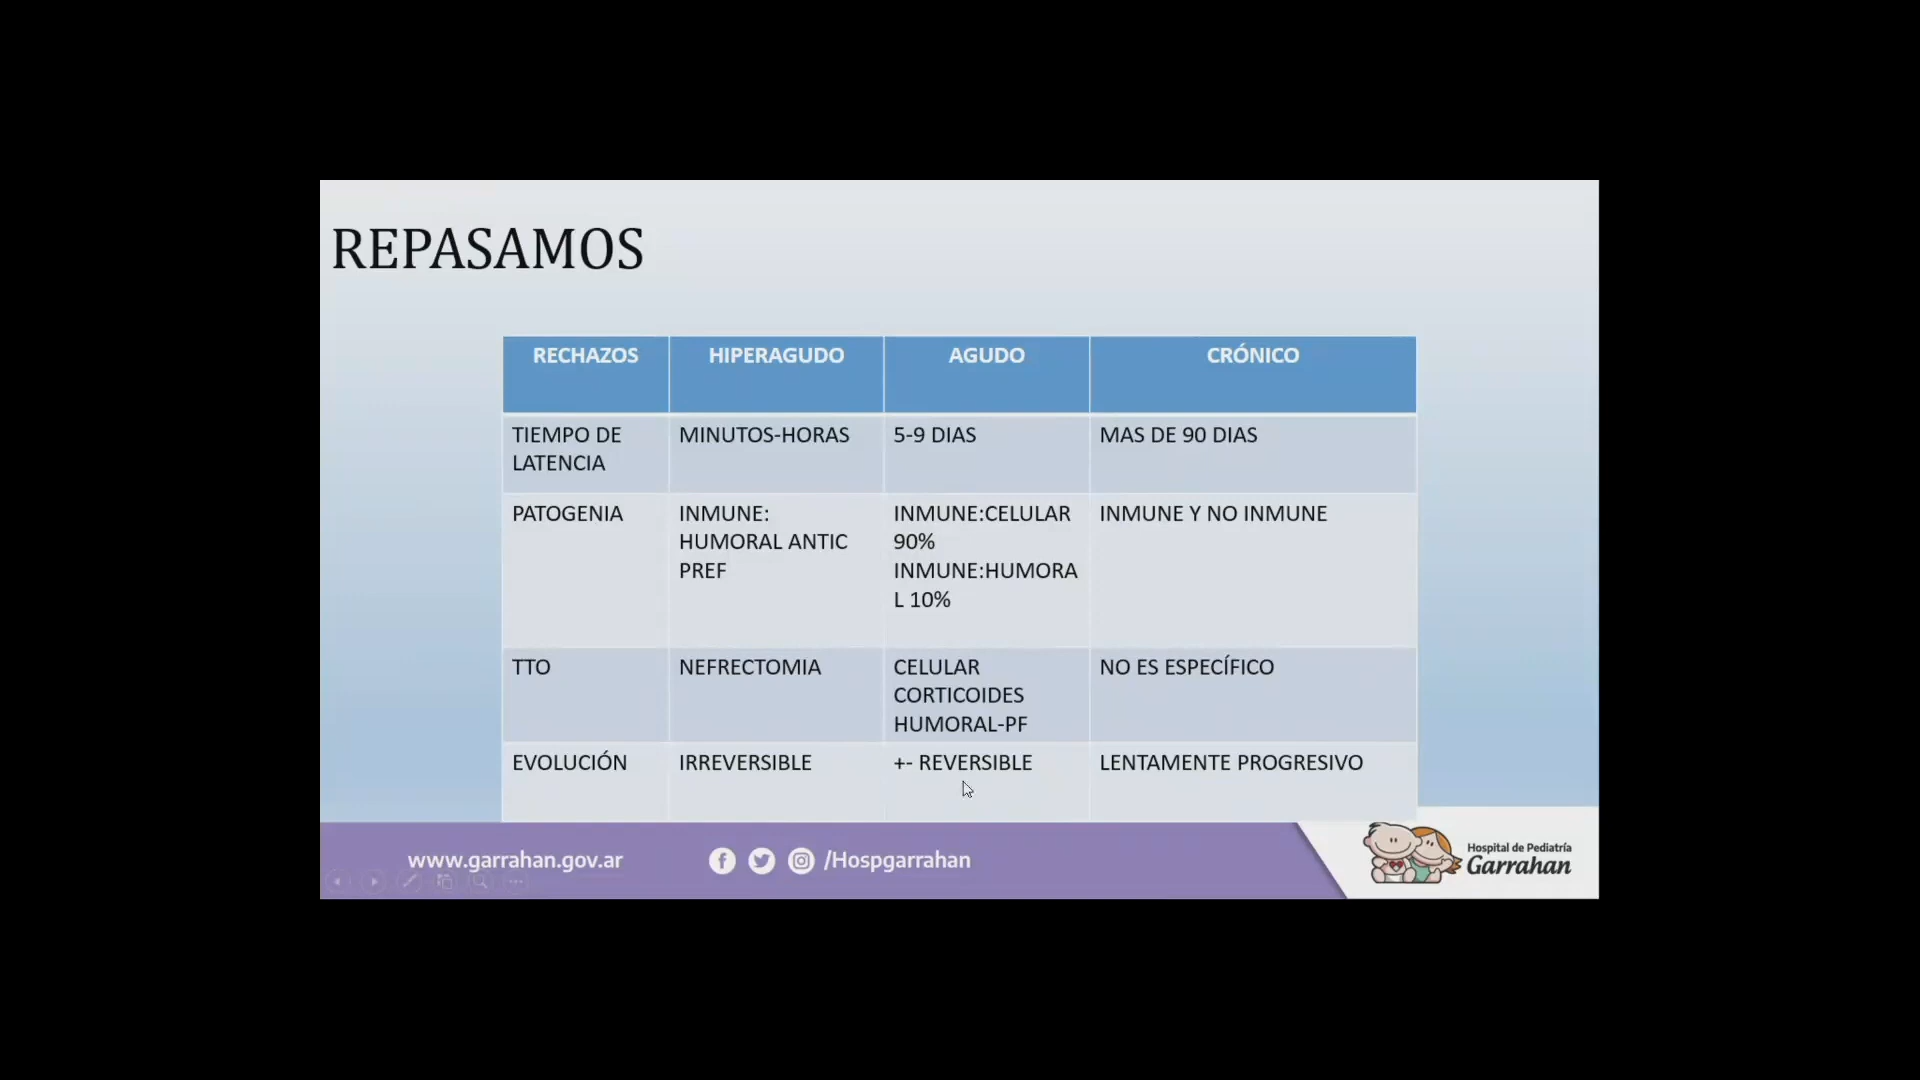 REPASAMOS
RECHAZOS HIPERAGUDO AGUDO CRÓNICO
TIEMPO DE LATENCIA MINUTOS-HORAS 5-9 DIAS MAS DE 90 DIAS
PATOGENIA
INMUNE:
HUMORAL ANTIC
PREF
INMUNE:CELULAR
90%
INMUNE:HUMORA
L 10%
INMUNE Y NO INMUNE
TTO
NEFRECTOMIA
CELULAR
CORTICOIDES
HUMORAL-PF
NO ES ESPECÍFICO
EVOLUCIÓN IRREVERSIBLE +- REVERSIBLE LENTAMENTE PROGRESIVO
www.garrahan.gov.ar /Hospgarrahan
Hospital de Pediatría
Garrahan